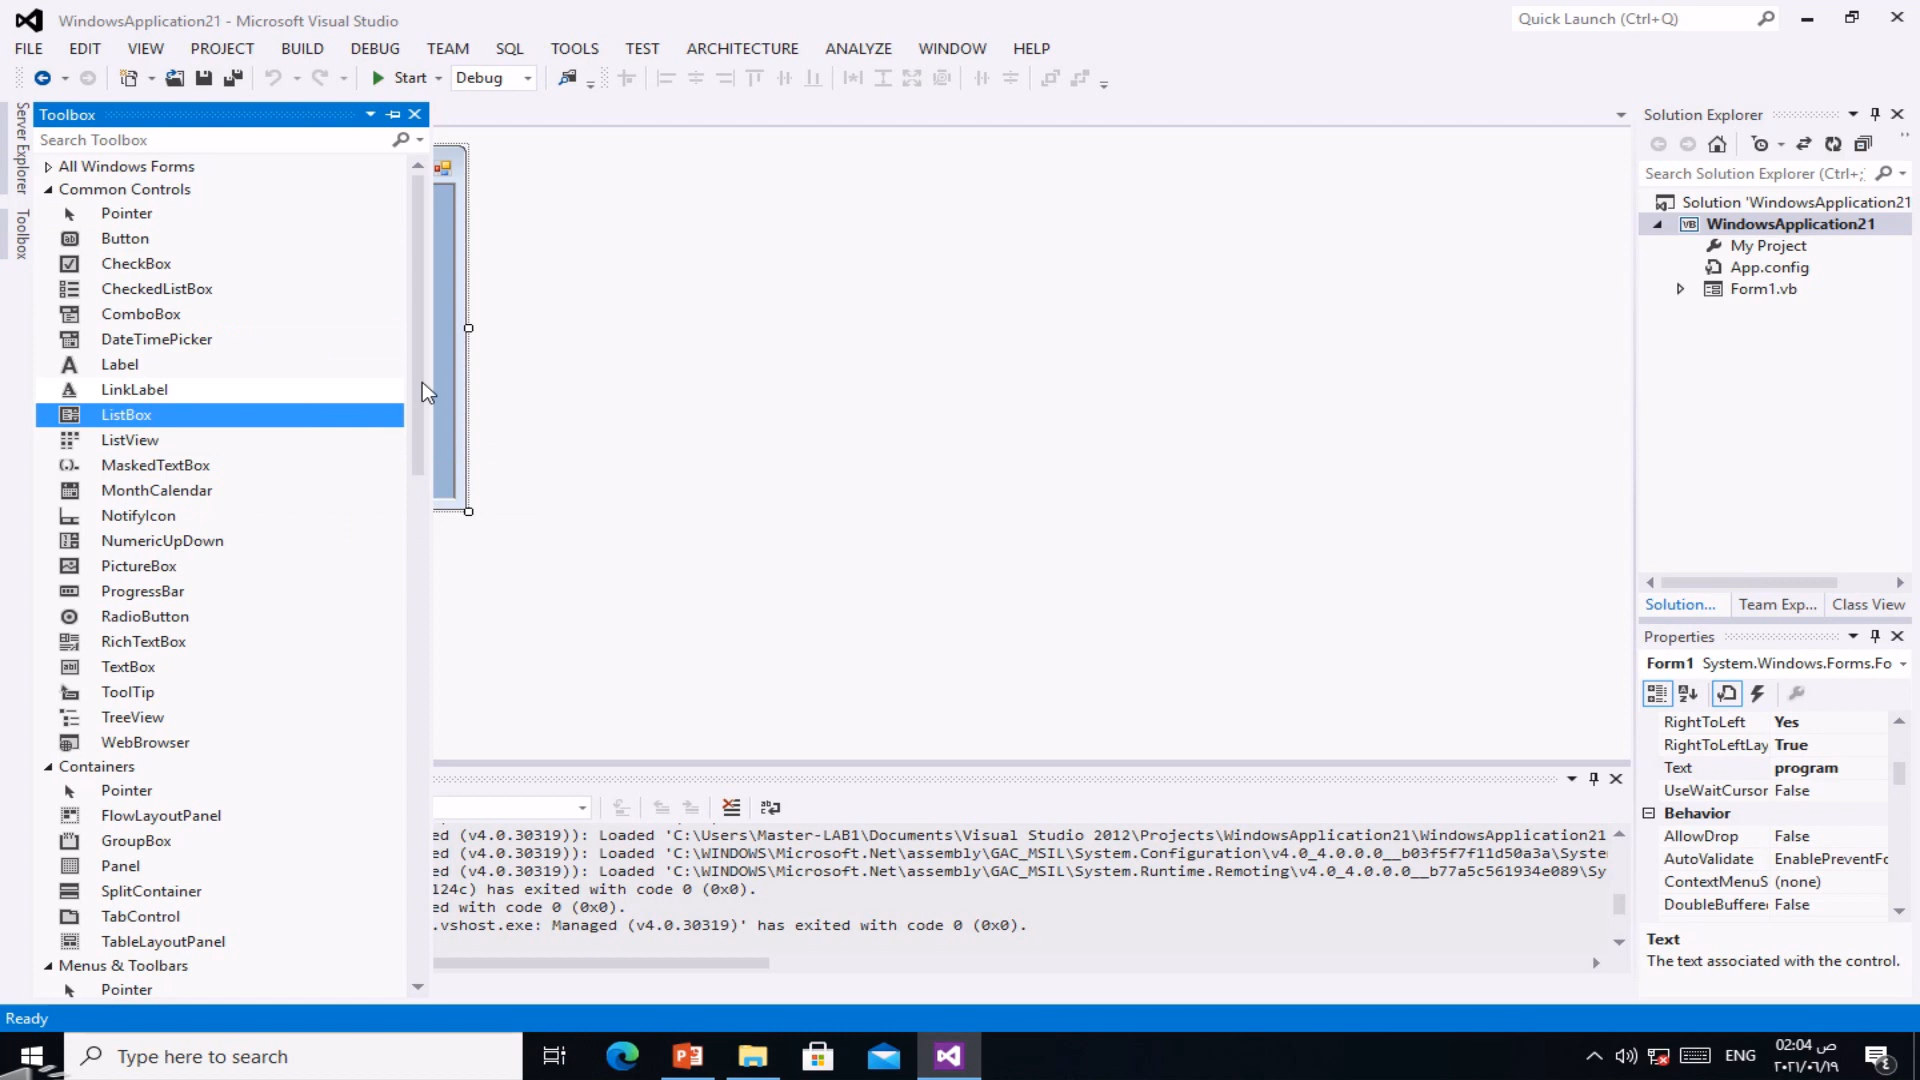 WindowsApplication21 - Microsoft Visual Studio
Quick Launch (Ctrl+Q)
FILE EDIT VIEW PROJECT BUILD DEBUG TEAM SQL TOOLS TEST ARCHITECTURE ANALYZE WINDOW HELP
Start Debug
Server Explorer
Toolbox
Toolbox
Search Toolbox
All Windows Forms
Common Controls
Pointer
Button
CheckBox
CheckedListBox
ComboBox
DateTimePicker
Label
LinkLabel
ListBox
ListView
MaskedTextBox
MonthCalendar
NotifyIcon
NumericUpDown
PictureBox
ProgressBar
RadioButton
RichTextBox
TextBox
ToolTip
TreeView
WebBrowser
Containers
Pointer
FlowLayoutPanel
GroupBox
Panel
SplitContainer
TabControl
TableLayoutPanel
Menus & Toolbars
Pointer
ed (v4.0.30319)): Loaded 'C:\Users\Master-LAB1\Documents\Visual Studio 2012\Projects\WindowsApplication21\WindowsApplication21
ed (v4.0.30319)): Loaded 'C:\WINDOWS\Microsoft.Net\assembly\GAC_MSIL\System.Configuration\v4.0_4.0.0.0__b03f5f7f11d50a3a\Syste
ed (v4.0.30319)): Loaded 'C:\WINDOWS\Microsoft.Net\assembly\GAC_MSIL\System.Runtime.Remoting\v4.0_4.0.0.0__b77a5c561934e089\Sy
124c) has exited with code 0 (0x0).
ed with code 0 (0x0).
.vshost.exe: Managed (v4.0.30319)' has exited with code 0 (0x0).
Solution Explorer
Search Solution Explorer (Ctrl+;
Solution 'WindowsApplication21
WindowsApplication21
My Project
App.config
Form1.vb
Solution... Team Exp... Class View
Properties
Form1 System.Windows.Forms.Fo
RightToLeft Yes
RightToLeftLay True
Text program
UseWaitCursor False
Behavior
AllowDrop False
AutoValidate EnablePreventFo
ContextMenuS (none)
DoubleBuffered False
Text
The text associated with the control.
Ready
Type here to search
ENG
02:04 ص
٢٠٢١/٠٦/١٩
٤